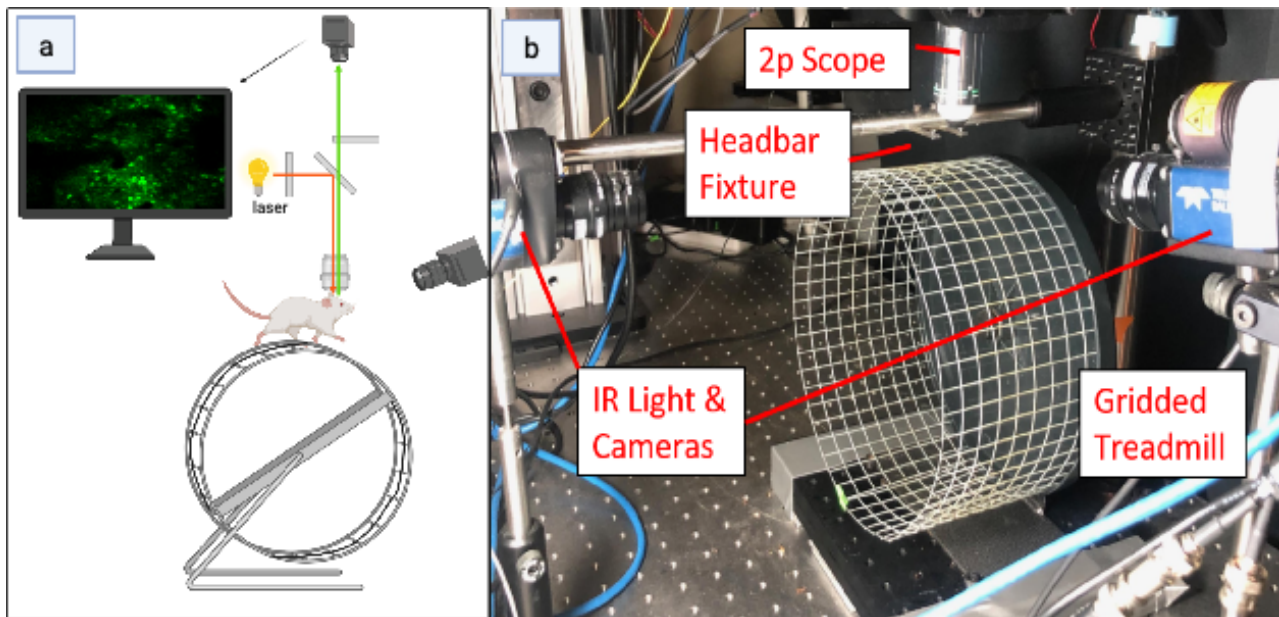 a
laser
b
2p Scope
Headbar
Fixture
IR Light &
Cameras
Gridded
Treadmill